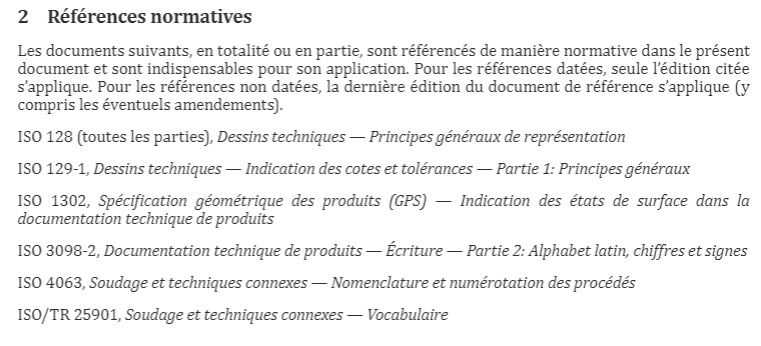 2 Références normatives
Les documents suivants, en totalité ou en partie, sont référencés de manière normative dans le présent
document et sont indispensables pour son application. Pour les références datées, seule l’édition citée
s’applique. Pour les références non datées, la dernière édition du document de référence s’applique (y
compris les éventuels amendements).
ISO 128 (toutes les parties), Dessins techniques — Principes généraux de représentation
ISO 129-1, Dessins techniques — Indication des cotes et tolérances — Partie 1: Principes généraux
ISO 1302, Spécification géométrique des produits (GPS) — Indication des états de surface dans la
documentation technique de produits
ISO 3098-2, Documentation technique de produits — Écriture — Partie 2: Alphabet latin, chiffres et signes
ISO 4063, Soudage et techniques connexes — Nomenclature et numérotation des procédés
ISO/TR 25901, Soudage et techniques connexes — Vocabulaire